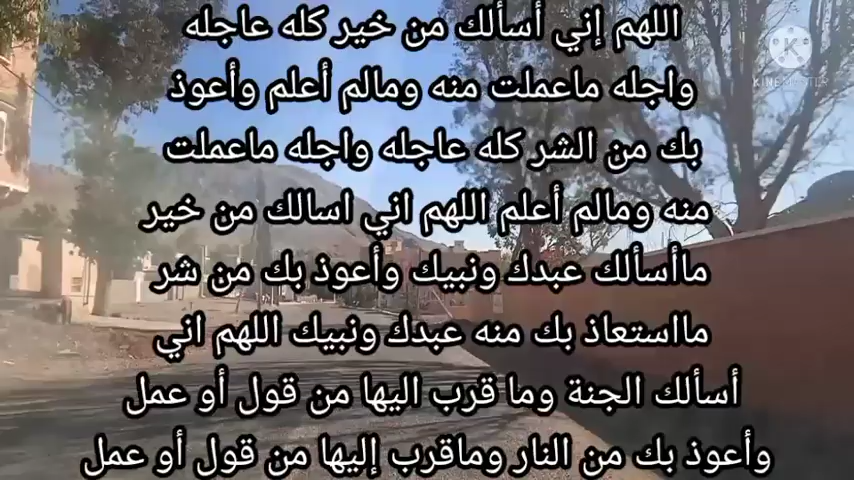 اللهم إني أسألك من خير كله عاجله
واجله ماعملت منه ومالم أعلم وأعوذ
بك من الشر كله عاجله واجله ماعملت
منه ومالم أعلم اللهم اني اسالك من خير
ماأسألك عبدك ونبيك وأعوذ بك من شر
مااستعاذ بك منه عبدك ونبيك اللهم اني
أسألك الجنة وما قرب اليها من قول أو عمل
وأعوذ بك من النار وماقرب إليها من قول أو عمل
KINEMASTER